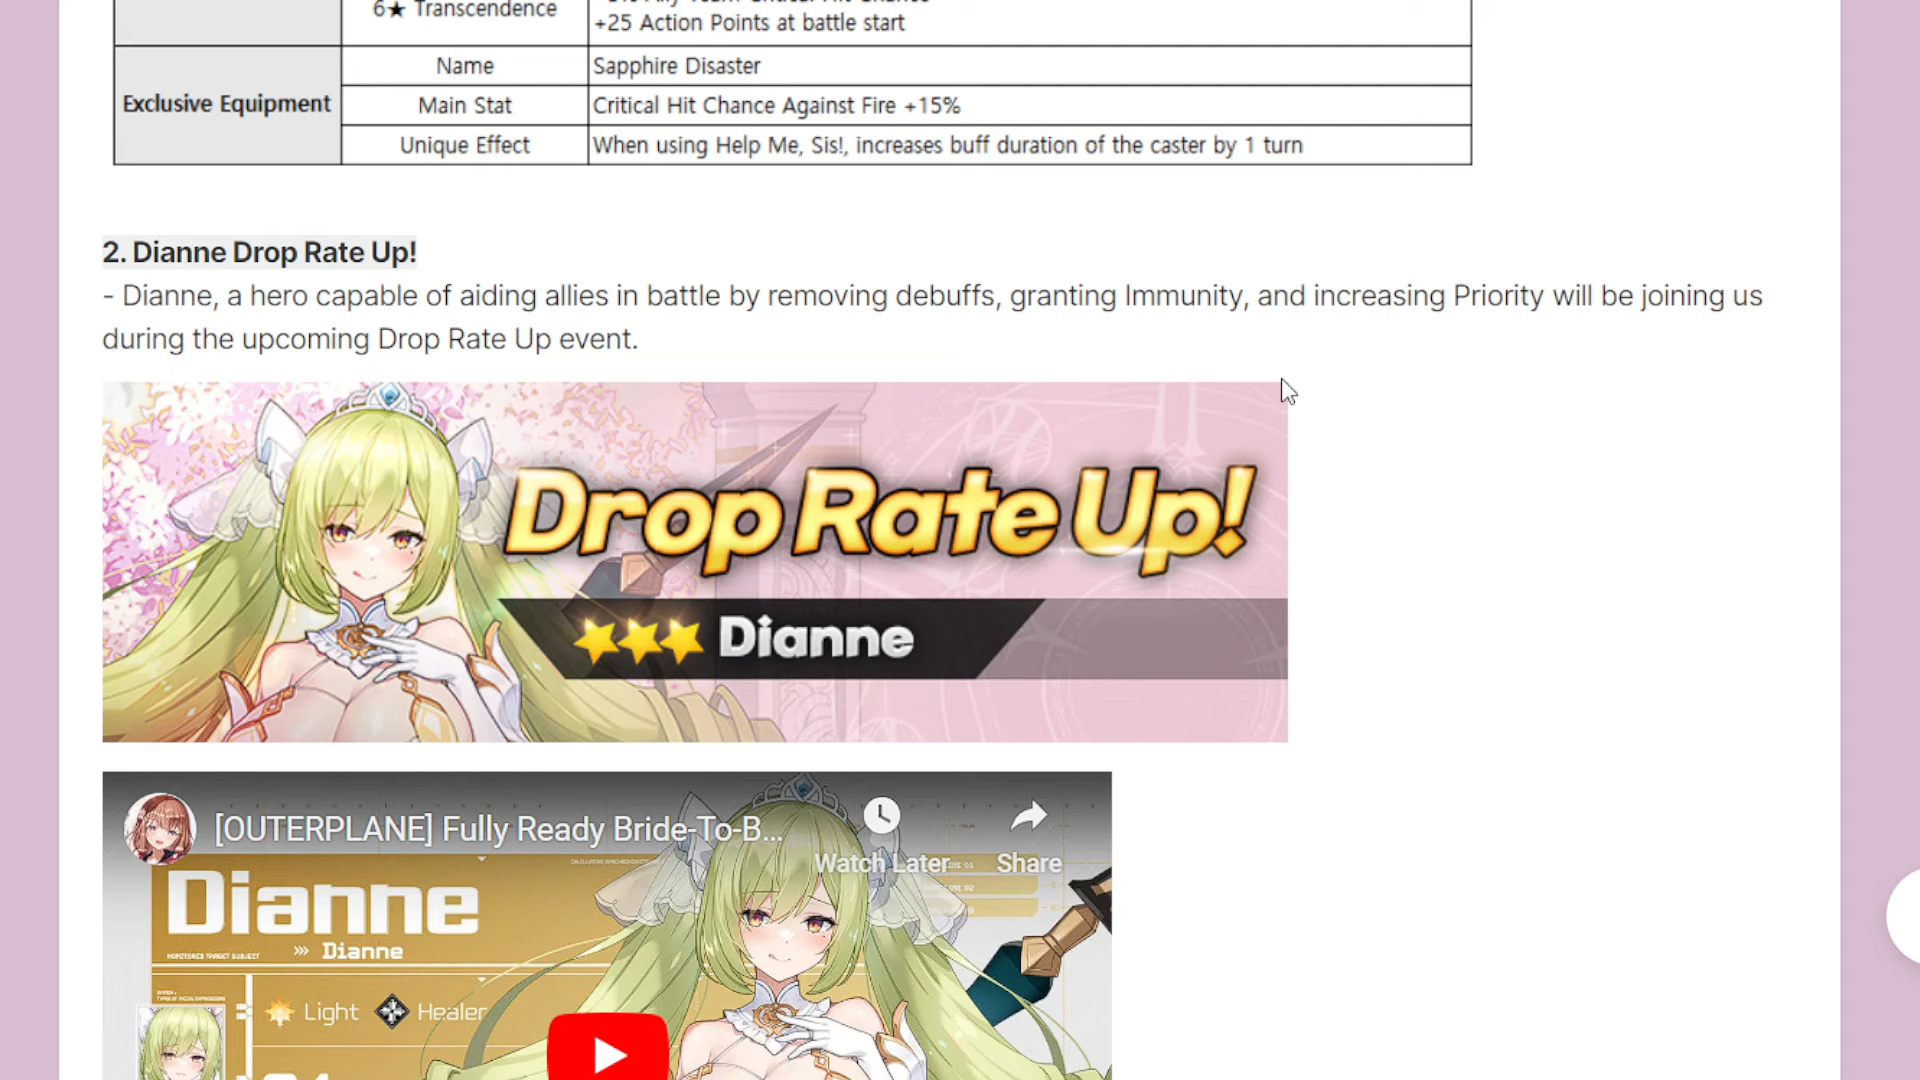 6★ Transcendence
+25 Action Points at battle start
Exclusive Equipment
Name
Sapphire Disaster
Main Stat
Critical Hit Chance Against Fire +15%
Unique Effect
When using Help Me, Sis!, increases buff duration of the caster by 1 turn
2. Dianne Drop Rate Up!
- Dianne, a hero capable of aiding allies in battle by removing debuffs, granting Immunity, and increasing Priority will be joining us
during the upcoming Drop Rate Up event.
Drop Rate Up!
Dianne
[OUTERPLANE] Fully Ready Bride-To-B...
Watch Later
Share
Dianne
MONITORED TARGET SUBJECT
>>> Dianne
Light
Healer